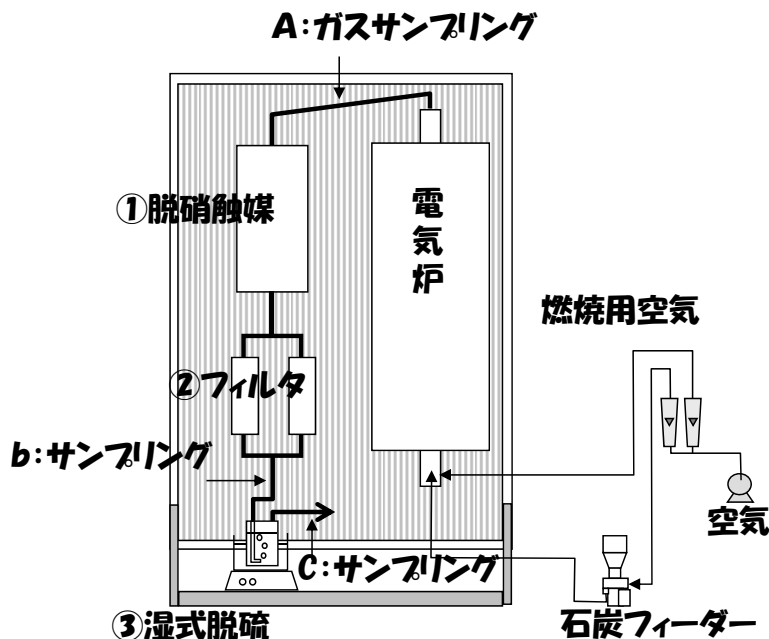 A:ガスサンプリング
①脱硝触媒
電気炉
燃焼用空気
②フィルタ
b:サンプリング
空気
C:サンプリング
③湿式脱硫
石炭フィーダー